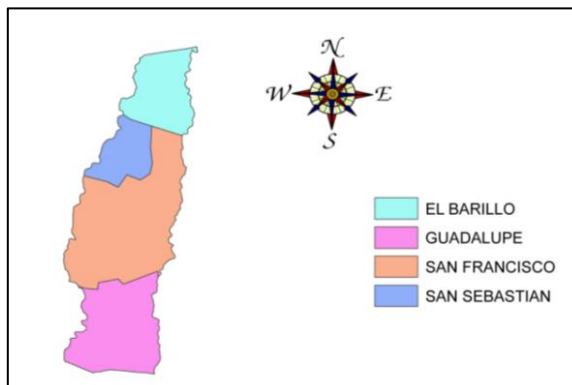 N
W E
S
EL BARILLO
GUADALUPE
SAN FRANCISCO
SAN SEBASTIAN